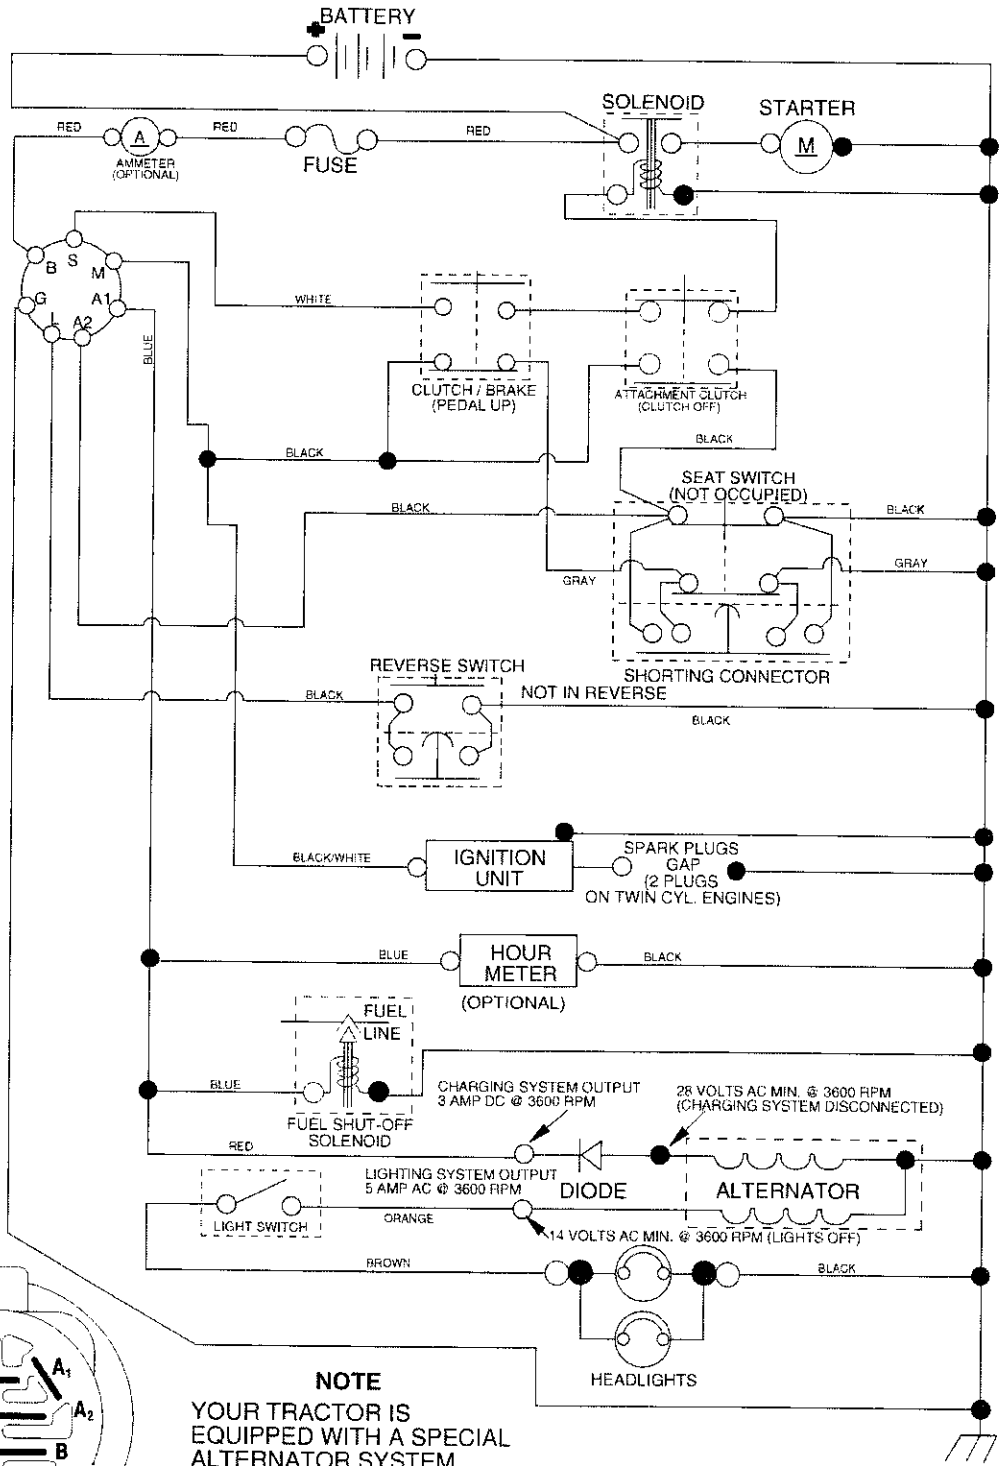 BATTERY
+ -
SOLENOID
STARTER
RED
A
RED
RED
M
AMMETER
(OPTIONAL)
FUSE
B
S
M
G
A1
L
A2
BLUE
WHITE
CLUTCH / BRAKE
(PEDAL UP)
ATTACHMENT CLUTCH
(CLUTCH OFF)
BLACK
BLACK
SEAT SWITCH
(NOT OCCUPIED)
BLACK
BLACK
GRAY
GRAY
SHORTING CONNECTOR
REVERSE SWITCH
NOT IN REVERSE
BLACK
BLACK
BLACK/WHITE
IGNITION
UNIT
SPARK PLUGS
GAP
(2 PLUGS
ON TWIN CYL. ENGINES)
BLUE
HOUR
METER
BLACK
(OPTIONAL)
FUEL
LINE
BLUE
FUEL SHUT-OFF
SOLENOID
CHARGING SYSTEM OUTPUT
3 AMP DC @ 3600 RPM
28 VOLTS AC MIN. @ 3600 RPM
(CHARGING SYSTEM DISCONNECTED)
RED
LIGHTING SYSTEM OUTPUT
5 AMP AC @ 3600 RPM
DIODE
ALTERNATOR
LIGHT SWITCH
ORANGE
14 VOLTS AC MIN. @ 3600 RPM (LIGHTS OFF)
BROWN
BLACK
HEADLIGHTS
A1
A2
B
NOTE
YOUR TRACTOR IS
EQUIPPED WITH A SPECIAL
ALTERNATOR SYSTEM